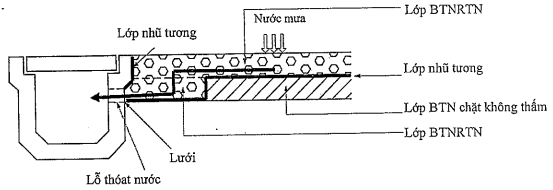 Lớp BTNRTN
Nước mưa
Lớp nhũ tương
Lớp nhũ tương
Lớp BTN chặt không thấm
Lớp BTNRTN
Lưới
Lỗ thóat nước